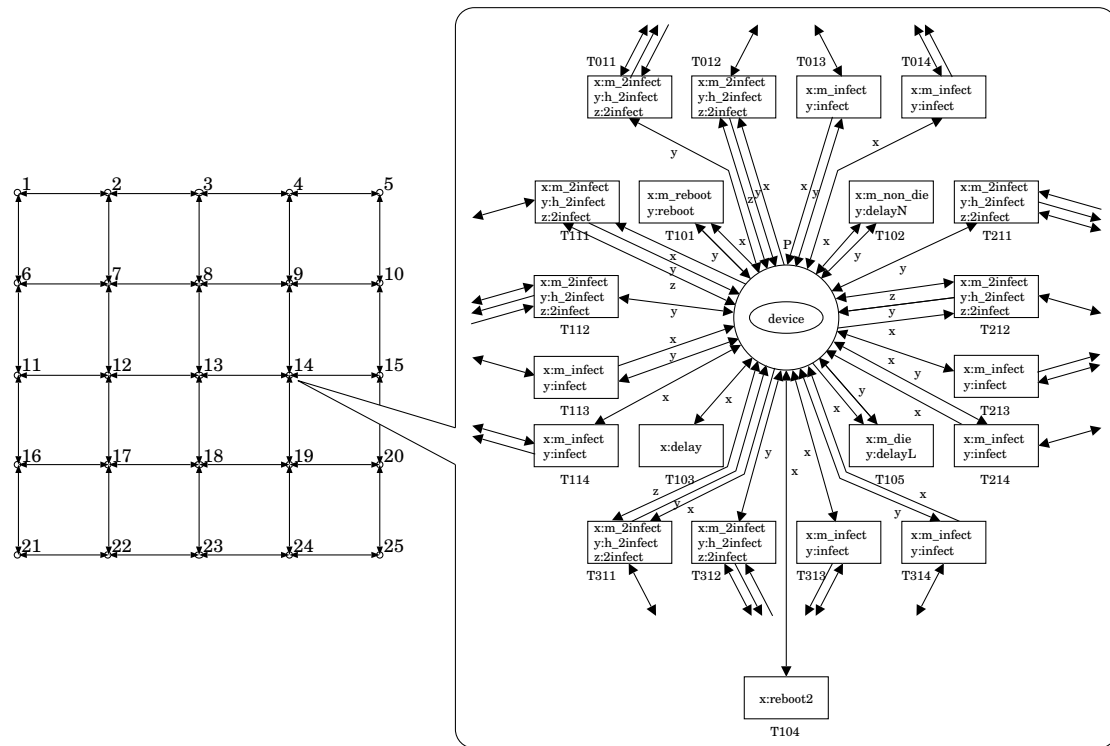 1 2 3 4 5
6 7 8 9 10
11 12 13 14 15
16 17 18 19 20
21 22 23 24 25
T011 T012 T013 T014
x:m_2infect
y:h_2infect
z:2infect
x:m_2infect
y:h_2infect
z:2infect
x:m_infect
y:infect
x:m_infect
y:infect
y z y x x y x
x:m_2infect
y:h_2infect
z:2infect
T111
x:m_reboot
y:reboot
T101
x:m_non_die
y:delayN
T102
x:m_2infect
y:h_2infect
z:2infect
T211
x y z
x y
P
x y
y
x:m_2infect
y:h_2infect
z:2infect
T112
y
device
z y x
x:m_2infect
y:h_2infect
z:2infect
T212
x:m_infect
y:infect
T113
x y
x y
x:m_infect
y:infect
T213
x:m_infect
y:infect
T114
x
x:delay
T103
x
x y
x:m_die
y:delayL
T105
x
x:m_infect
y:infect
T214
z y x
y
x
x
x y
x:m_2infect
y:h_2infect
z:2infect
T311
x:m_2infect
y:h_2infect
z:2infect
T312
x:m_infect
y:infect
T313
x:m_infect
y:infect
T314
x:reboot2
T104